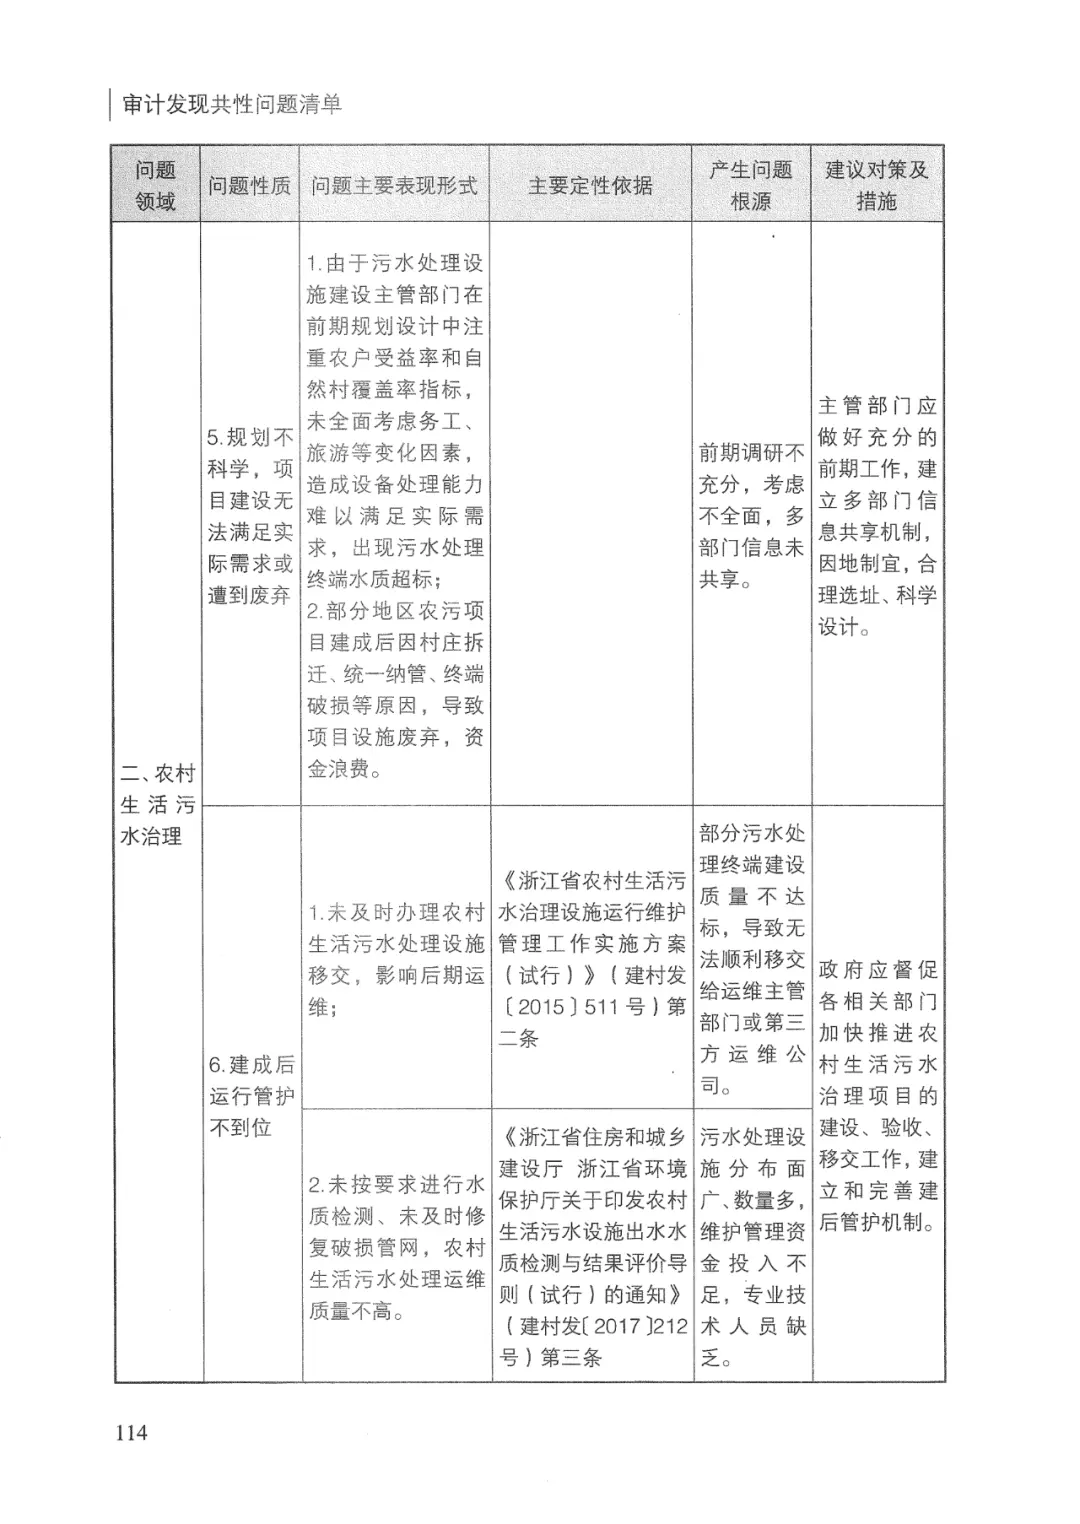 审计发现共性问题清单
问题
领域
问题性质
问题主要表现形式
主要定性依据
产生问题
根源
建议对策及
措施
二、农村
生活污
水治理
5.规划不
科学，项
目建设无
法满足实
际需求或
遭到废弃
1.由于污水处理设
施建设主管部门在
前期规划设计中注
重农户受益率和自
然村覆盖率指标，
未全面考虑务工、
旅游等变化因素，
造成设备处理能力
难以满足实际需
求，出现污水处理
终端水质超标；
2.部分地区农污项
目建成后因村庄拆
迁、统一纳管、终端
破损等原因，导致
项目设施废弃，资
金浪费。
前期调研不
充分，考虑
不全面，多
部门信息未
共享。
主管部门应
做好充分的
前期工作，建
立多部门信
息共享机制，
因地制宜，合
理选址、科学
设计。
6.建成后
运行管护
不到位
1.未及时办理农村
生活污水处理设施
移交，影响后期运
维；
《浙江省农村生活污
水治理设施运行维护
管理工作实施方案
（试行）》（建村发
〔2015〕511号）第
二条
部分污水处
理终端建设
质量不达
标，导致无
法顺利移交
给运维主管
部门或第三
方运维公
司。
政府应督促
各相关部门
加快推进农
村生活污水
治理项目的
建设、验收、
移交工作，建
立和完善建
后管护机制。
2.未按要求进行水
质检测、未及时修
复破损管网，农村
生活污水处理运维
质量不高。
《浙江省住房和城乡
建设厅 浙江省环境
保护厅关于印发农村
生活污水设施出水水
质检测与结果评价导
则（试行）的通知》
（建村发〔2017〕212
号）第三条
污水处理设
施分布面
广、数量多，
维护管理资
金投入不
足，专业技
术人员缺
乏。
114